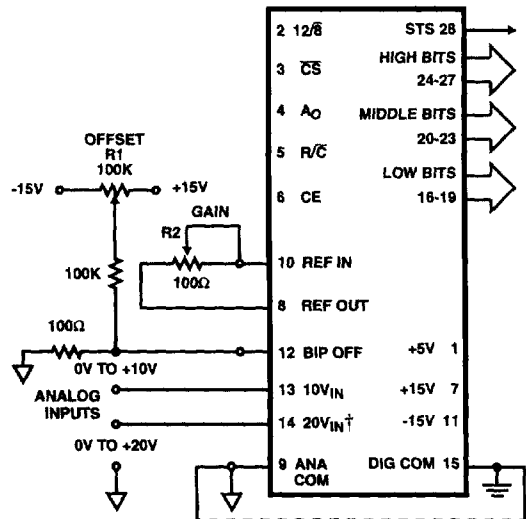 2 12/8̅
3 C̅S̅
4 AO
5 R/C̅
6 CE
STS 28
HIGH BITS
24-27
MIDDLE BITS
20-23
LOW BITS
16-19
OFFSET
R1
100K
-15V
+15V
GAIN
R2
100Ω
100K
10 REF IN
8 REF OUT
100Ω
12 BIP OFF
+5V 1
0V TO +10V
13 10VIN
+15V 7
ANALOG
INPUTS
14 20VIN†
-15V 11
0V TO +20V
9 ANA
COM
DIG COM 15